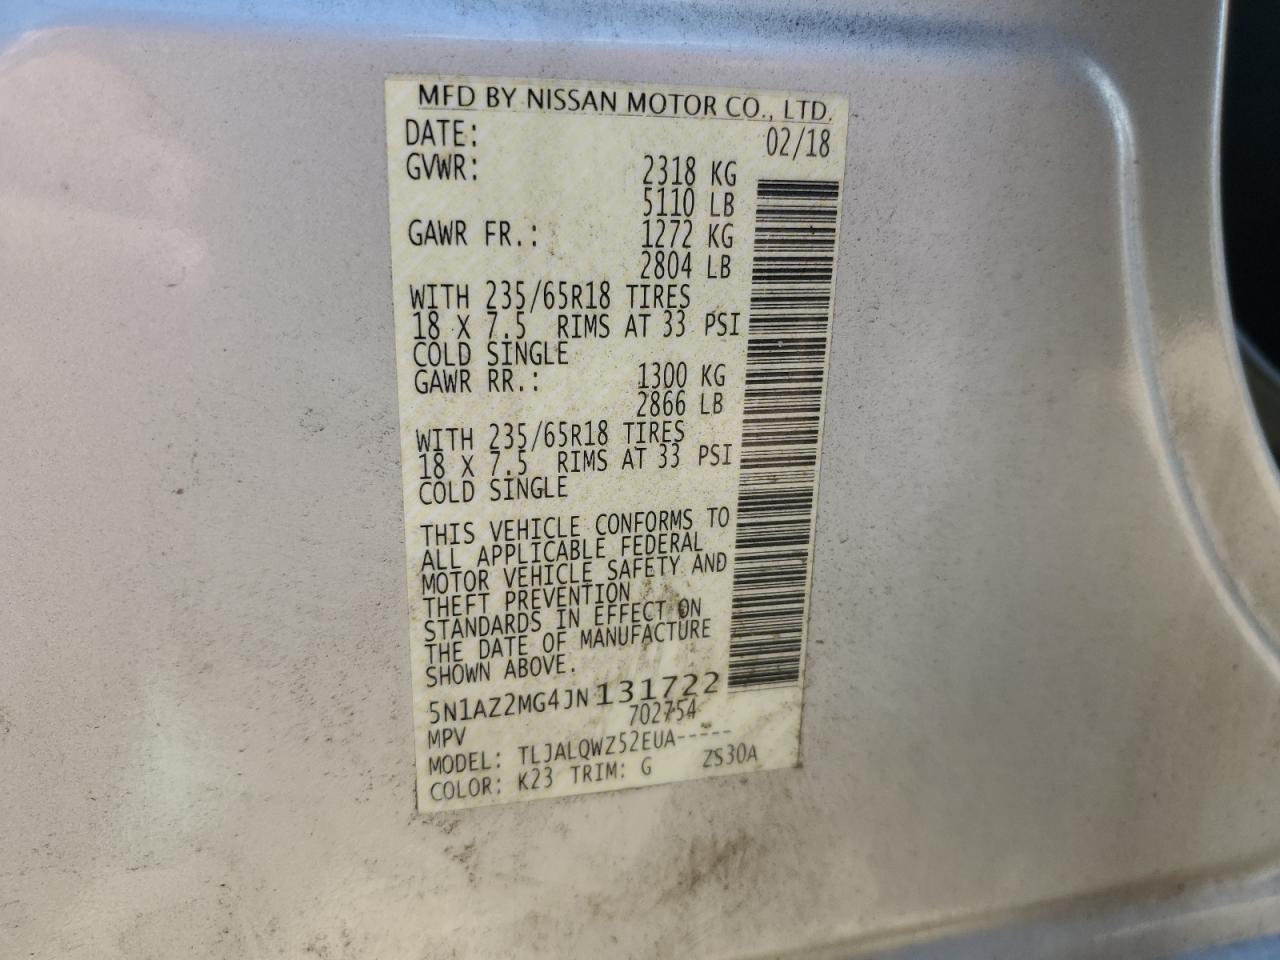 MFD BY NISSAN MOTOR CO., LTD.
DATE: 02/18
GVWR: 2318 KG
5110 LB
GAWR FR.: 1272 KG
2804 LB
WITH 235/65R18 TIRES
18 X 7.5 RIMS AT 33 PSI
COLD SINGLE
GAWR RR.: 1300 KG
2866 LB
WITH 235/65R18 TIRES
18 X 7.5 RIMS AT 33 PSI
COLD SINGLE
THIS VEHICLE CONFORMS TO
ALL APPLICABLE FEDERAL
MOTOR VEHICLE SAFETY AND
THEFT PREVENTION
STANDARDS IN EFFECT ON
THE DATE OF MANUFACTURE
SHOWN ABOVE.
5N1AZ2MG4JN131722
MPV 702754
MODEL: TLJALQWZ52EUA-----
COLOR: K23 TRIM: G ZS30A